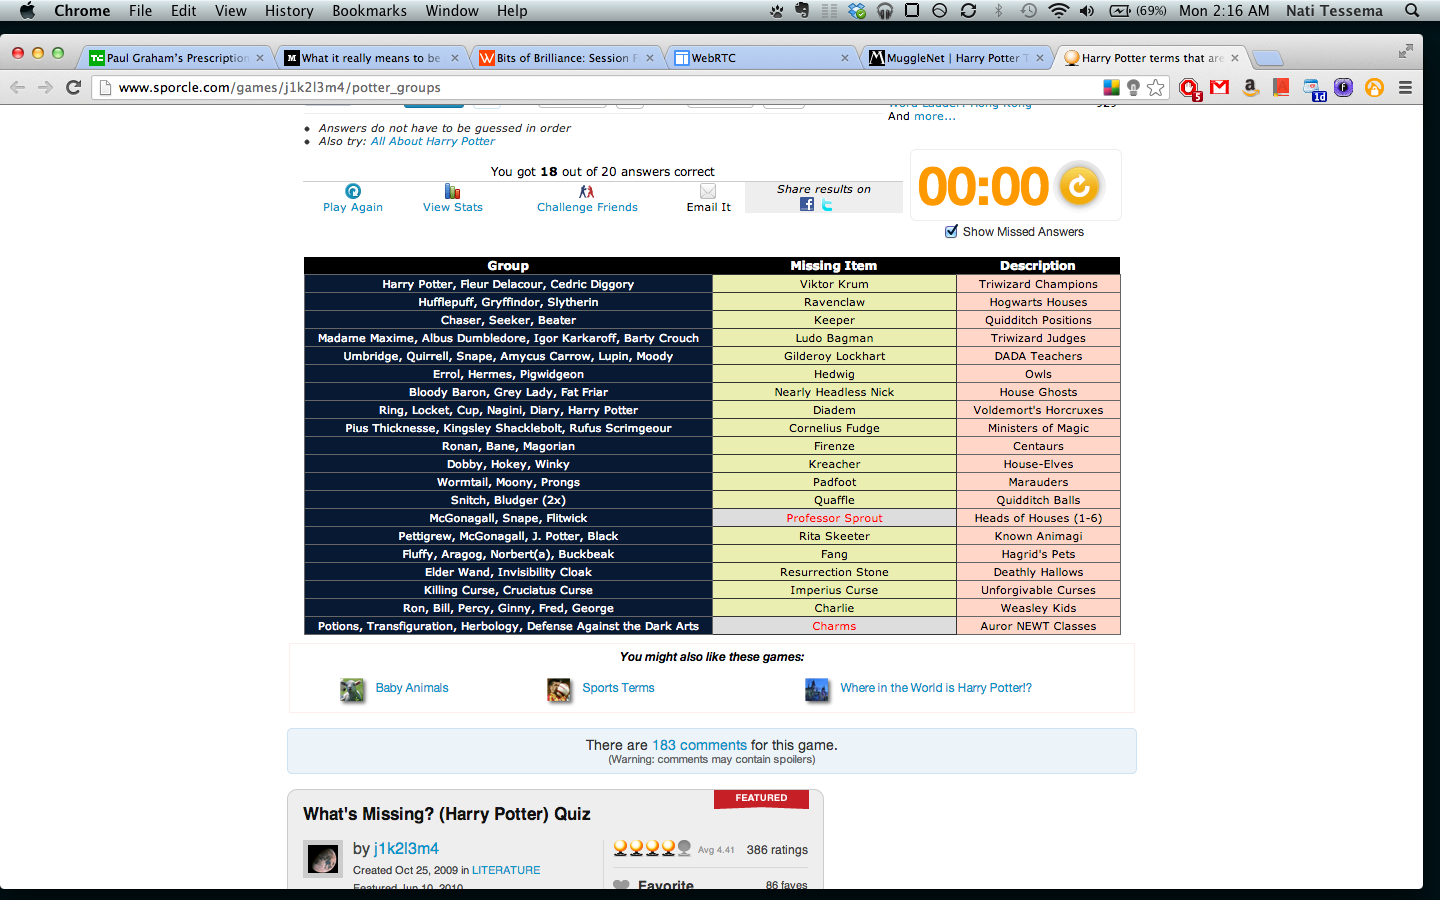 Chrome File Edit View History Bookmarks Window Help (69%) Mon 2:16 AM Nati Tessema
Paul Graham's Prescription What it really means to be Bits of Brilliance: Session F WebRTC MuggleNet | Harry Potter T Harry Potter terms that are
www.sporcle.com/games/j1k2l3m4/potter_groups
And more...
Answers do not have to be guessed in order
Also try: All About Harry Potter
You got 18 out of 20 answers correct
Play Again View Stats Challenge Friends Email It Share results on
00:00
Show Missed Answers
Group Missing Item Description
Harry Potter, Fleur Delacour, Cedric Diggory Viktor Krum Triwizard Champions
Hufflepuff, Gryffindor, Slytherin Ravenclaw Hogwarts Houses
Chaser, Seeker, Beater Keeper Quidditch Positions
Madame Maxime, Albus Dumbledore, Igor Karkaroff, Barty Crouch Ludo Bagman Triwizard Judges
Umbridge, Quirrell, Snape, Amycus Carrow, Lupin, Moody Gilderoy Lockhart DADA Teachers
Errol, Hermes, Pigwidgeon Hedwig Owls
Bloody Baron, Grey Lady, Fat Friar Nearly Headless Nick House Ghosts
Ring, Locket, Cup, Nagini, Diary, Harry Potter Diadem Voldemort's Horcruxes
Pius Thicknesse, Kingsley Shacklebolt, Rufus Scrimgeour Cornelius Fudge Ministers of Magic
Ronan, Bane, Magorian Firenze Centaurs
Dobby, Hokey, Winky Kreacher House-Elves
Wormtail, Moony, Prongs Padfoot Marauders
Snitch, Bludger (2x) Quaffle Quidditch Balls
McGonagall, Snape, Flitwick Professor Sprout Heads of Houses (1-6)
Pettigrew, McGonagall, J. Potter, Black Rita Skeeter Known Animagi
Fluffy, Aragog, Norbert(a), Buckbeak Fang Hagrid's Pets
Elder Wand, Invisibility Cloak Resurrection Stone Deathly Hallows
Killing Curse, Cruciatus Curse Imperius Curse Unforgivable Curses
Ron, Bill, Percy, Ginny, Fred, George Charlie Weasley Kids
Potions, Transfiguration, Herbology, Defense Against the Dark Arts Charms Auror NEWT Classes
You might also like these games:
Baby Animals Sports Terms Where in the World is Harry Potter!?
There are 183 comments for this game.
(Warning: comments may contain spoilers)
FEATURED
What's Missing? (Harry Potter) Quiz
by j1k2l3m4 Avg 4.41 386 ratings
Created Oct 25, 2009 in LITERATURE
Featured Jun 10, 2010 Favorite 86 faves